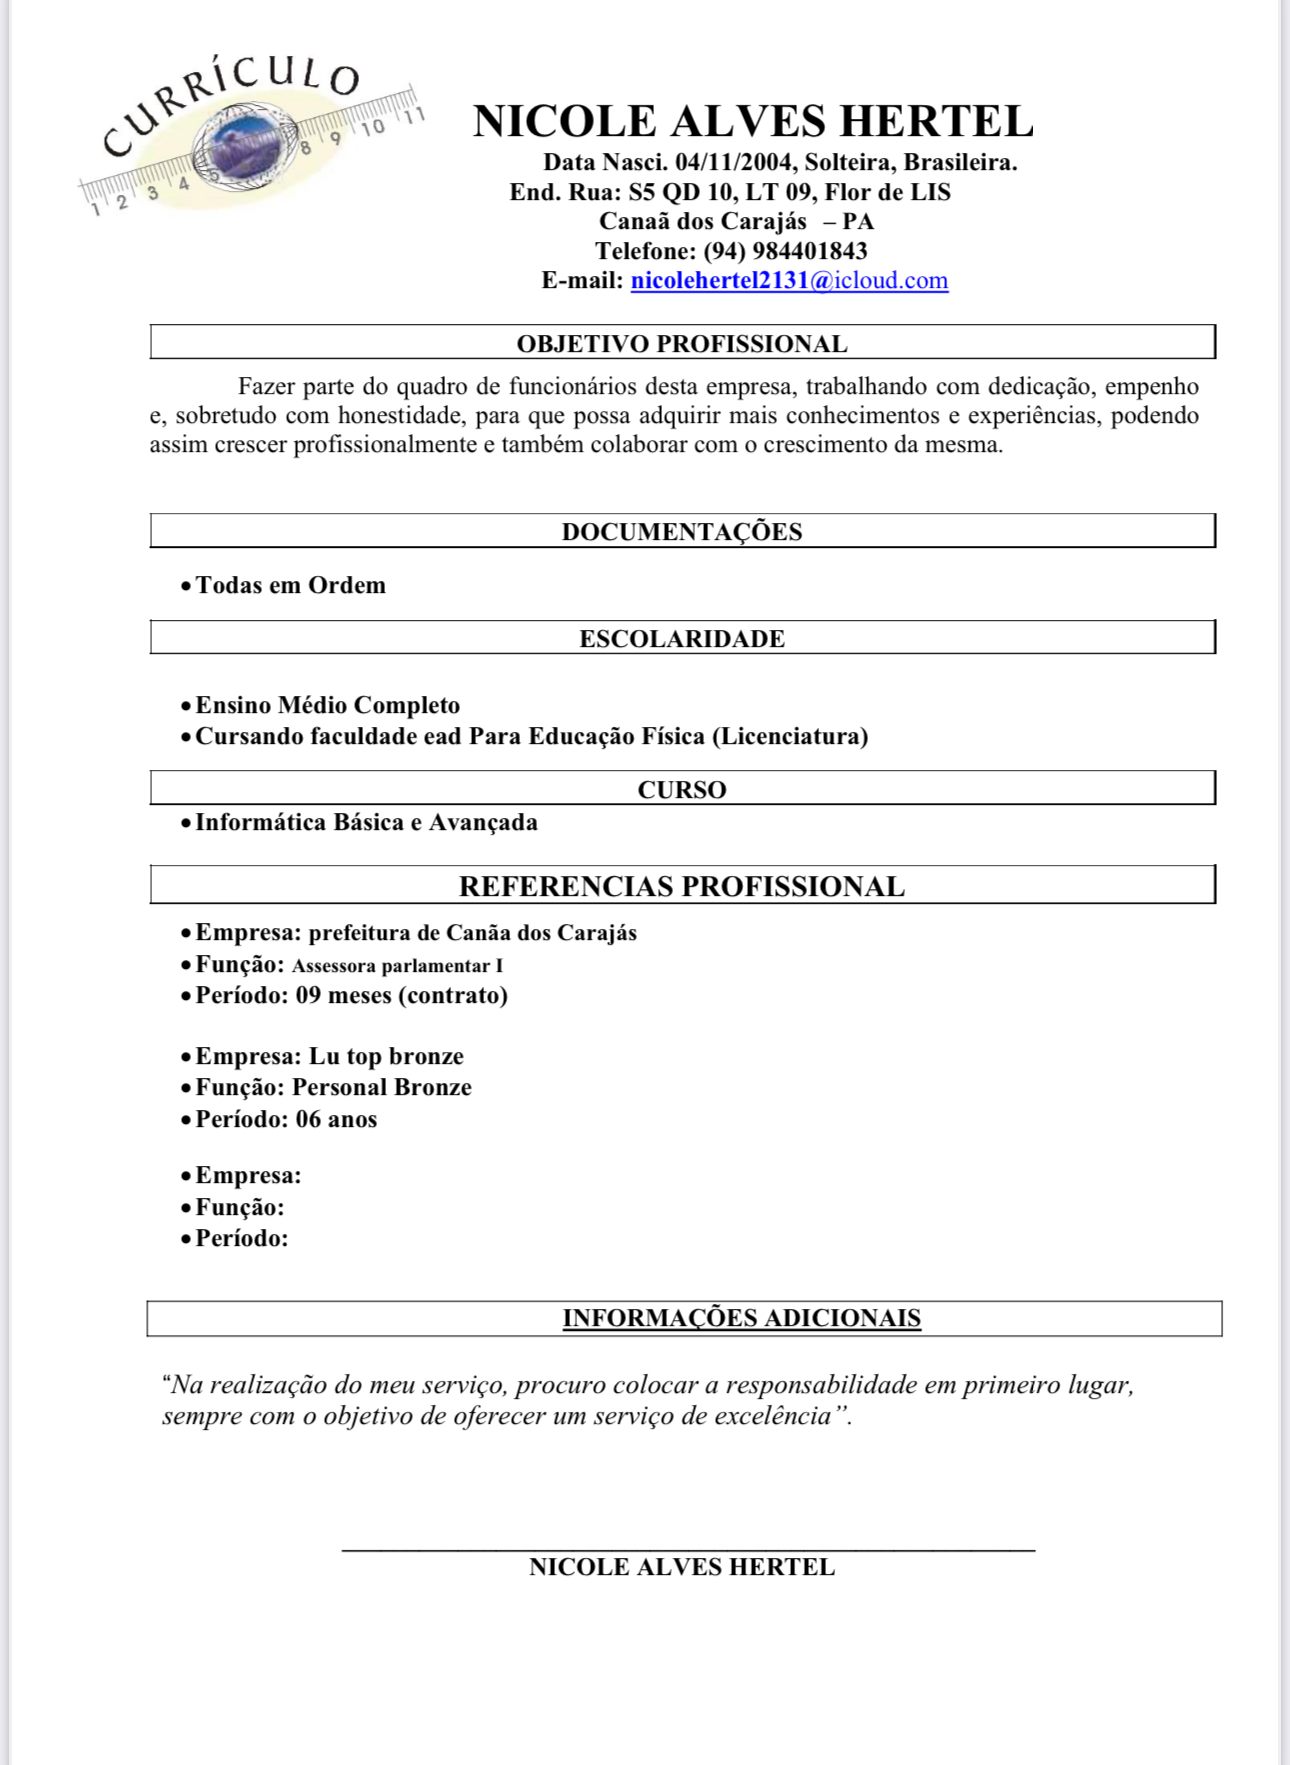 CURRÍCULO
1 2 3 4 5 8 9 10 11
NICOLE ALVES HERTEL
Data Nasci. 04/11/2004, Solteira, Brasileira.
End. Rua: S5 QD 10, LT 09, Flor de LIS
Canaã dos Carajás – PA
Telefone: (94) 984401843
E-mail: nicolehertel2131@icloud.com
OBJETIVO PROFISSIONAL
Fazer parte do quadro de funcionários desta empresa, trabalhando com dedicação, empenho
e, sobretudo com honestidade, para que possa adquirir mais conhecimentos e experiências, podendo
assim crescer profissionalmente e também colaborar com o crescimento da mesma.
DOCUMENTAÇÕES
• Todas em Ordem
ESCOLARIDADE
• Ensino Médio Completo
• Cursando faculdade ead Para Educação Física (Licenciatura)
CURSO
• Informática Básica e Avançada
REFERENCIAS PROFISSIONAL
• Empresa: prefeitura de Canãa dos Carajás
• Função: Assessora parlamentar I
• Período: 09 meses (contrato)
• Empresa: Lu top bronze
• Função: Personal Bronze
• Período: 06 anos
• Empresa:
• Função:
• Período:
INFORMAÇÕES ADICIONAIS
“Na realização do meu serviço, procuro colocar a responsabilidade em primeiro lugar,
sempre com o objetivo de oferecer um serviço de excelência”.
NICOLE ALVES HERTEL